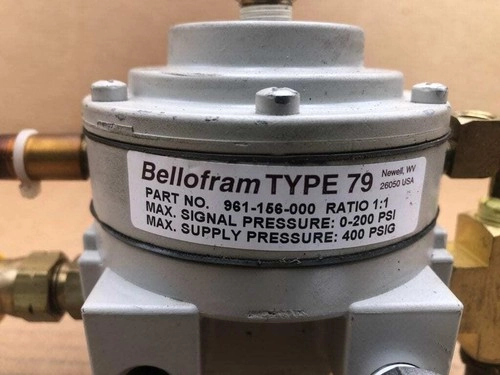 Bellofram TYPE 79 Newell, WV
26050 USA
PART NO. 961-156-000 RATIO 1:1
MAX. SIGNAL PRESSURE: 0-200 PSI
MAX. SUPPLY PRESSURE: 400 PSIG